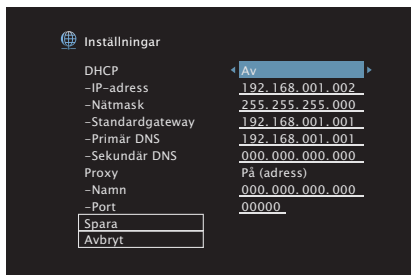 Inställningar
DHCP Av
–IP–adress 192.168.001.002
–Nätmask 255.255.255.000
–Standardgateway 192.168.001.001
–Primär DNS 192.168.001.001
–Sekundär DNS 000.000.000.000
Proxy På (adress)
–Namn 000.000.000.000
–Port 00000
Spara
Avbryt